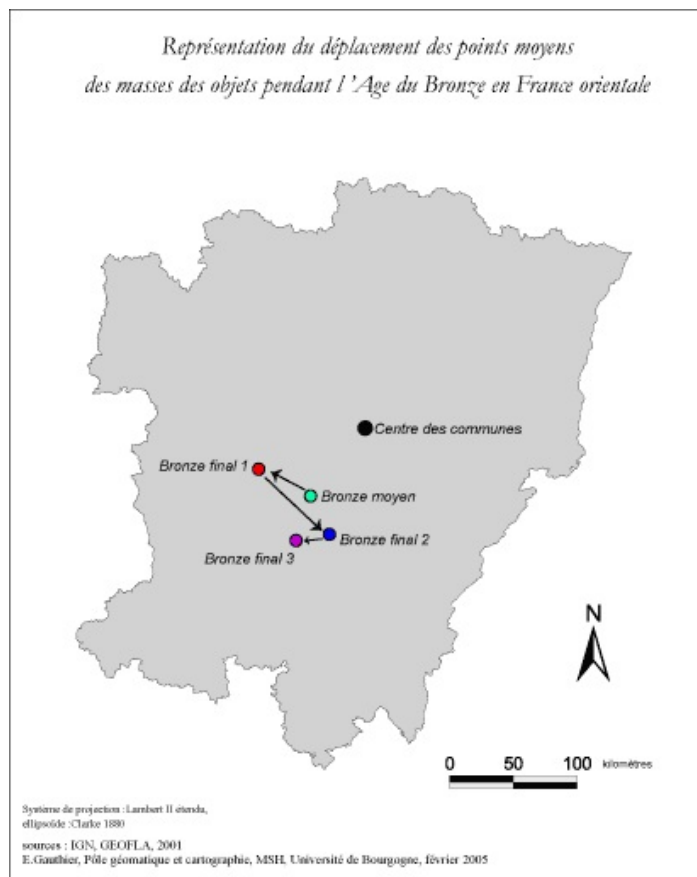 Représentation du déplacement des points moyens
des masses des objets pendant l 'Age du Bronze en France orientale
Centre des communes
Bronze final 1
Bronze moyen
Bronze final 2
Bronze final 3
N
0 50 100 kilomètres
Système de projection : Lambert II étendu,
ellipsoïde :Clarke 1880
sources : IGN, GEOFLA, 2001
E.Gauthier, Pôle géomatique et cartographie, MSH, Université de Bourgogne, février 2005